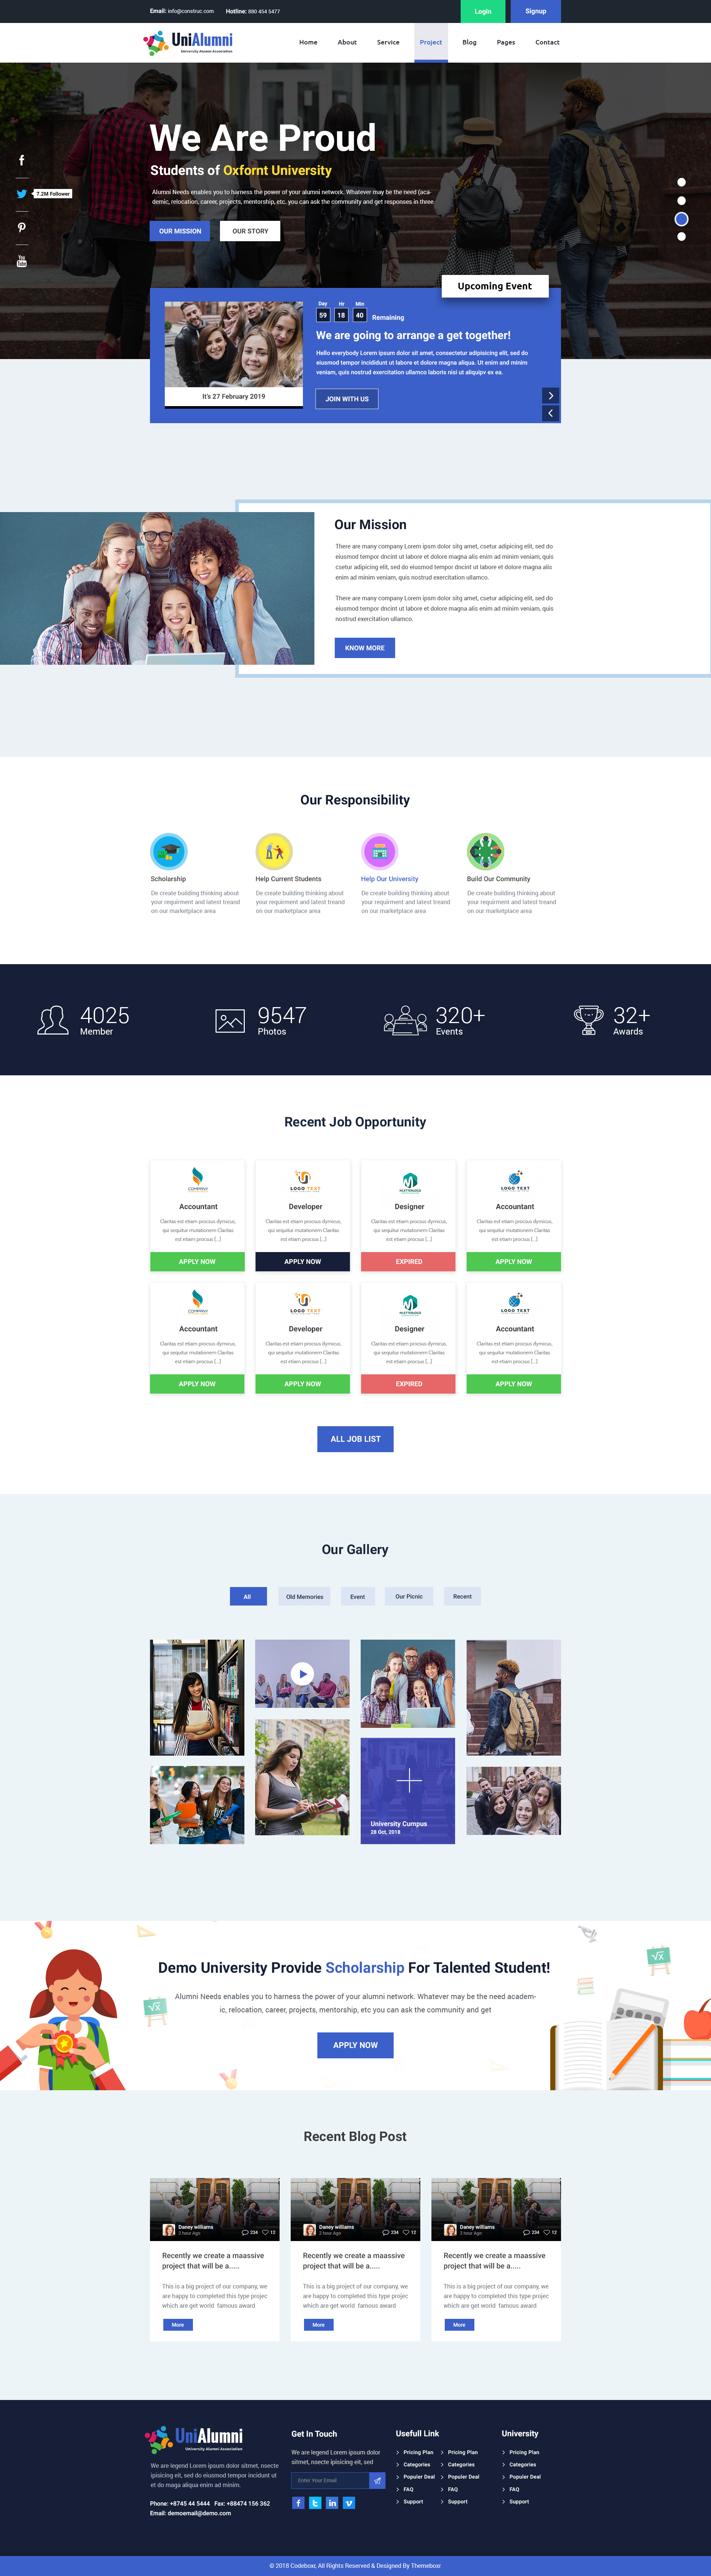 Email: info@construc.com Hotline: 880 454 5477
Login
Signup
UniAlumni
University Alumni Association
Home About Service Project Blog Pages Contact
We Are Proud
Students of Oxfornt University
Alumni Needs enables you to harness the power of your alumni network. Whatever may be the need (aca-
demic, relocation, career, projects, mentorship, etc. you can ask the community and get responses in three.
7.2M Follower
You
Tube
OUR MISSION
OUR STORY
Upcoming Event
Day Hr Min
59 18 40 Remaining
We are going to arrange a get together!
Hello everybody Lorem ipsum dolor sit amet, consectetur adipisicing elit, sed do
eiusmod tempor incididunt ut labore et dolore magna aliqua. Ut enim and minim
veniam, quis nostrud exercitation ullamco laboris nisi ut aliquipv ex ea.
It's 27 February 2019
JOIN WITH US
Our Mission
There are many company Lorem ipsm dolor sitg amet, csetur adipicing elit, sed do
eiusmod tempor dncint ut labore et dolore magna alis enim ad minim veniam, quis
csetur adipicing elit, sed do eiusmod tempor dncint ut labore et dolore magna alis
enim ad minim veniam, quis nostrud exercitation ullamco.
There are many company Lorem ipsum dolor sitg amet, csetur adipicing elit, sed do
eiusmod tempor dncint ut labore et dolore magna alis enim ad minim veniam, quis
nostrud exercitation ullamco.
KNOW MORE
Our Responsibility
Scholarship
De create building thinking about
your requirment and latest treand
on our marketplace area
Help Current Students
De create building thinking about
your requirment and latest treand
on our marketplace area
Help Our University
De create building thinking about
your requirment and latest treand
on our marketplace area
Build Our Community
De create building thinking about
your requirment and latest treand
on our marketplace area
4025
Member
9547
Photos
320+
Events
32+
Awards
Recent Job Opportunity
COMPANY
Accountant
Claritas est etiam procsus dymicus,
qui sequitur mutationem Claritas
est etiam procsus [...]
APPLY NOW
LOGO TEXT
Developer
Claritas est etiam procsus dymicus,
qui sequitur mutationem Claritas
est etiam procsus [...]
APPLY NOW
Designer
Claritas est etiam procsus dymicus,
qui sequitur mutationem Claritas
est etiam procsus [...]
EXPIRED
LOGO TEXT
Accountant
Claritas est etiam procsus dymicus,
qui sequitur mutationem Claritas
est etiam procsus [...]
APPLY NOW
COMPANY
Accountant
Claritas est etiam procsus dymicus,
qui sequitur mutationem Claritas
est etiam procsus [...]
APPLY NOW
LOGO TEXT
Developer
Claritas est etiam procsus dymicus,
qui sequitur mutationem Claritas
est etiam procsus [...]
APPLY NOW
Designer
Claritas est etiam procsus dymicus,
qui sequitur mutationem Claritas
est etiam procsus [...]
EXPIRED
LOGO TEXT
Accountant
Claritas est etiam procsus dymicus,
qui sequitur mutationem Claritas
est etiam procsus [...]
APPLY NOW
ALL JOB LIST
Our Gallery
All
Old Memories
Event
Our Picnic
Recent
University Cumpus
28 Oct, 2018
Demo University Provide Scholarship For Talented Student!
Alumni Needs enables you to harness the power of your alumni network. Whatever may be the need academ-
ic, relocation, career, projects, mentorship, etc you can ask the community and get
√x
√x
APPLY NOW
Recent Blog Post
Daney williams
2 hour Ago
234 12
Recently we create a maassive
project that will be a.....
This is a big project of our company, we
are happy to completed this type projec
which are get world famous award
More
Daney williams
2 hour Ago
234 12
Recently we create a maassive
project that will be a.....
This is a big project of our company, we
are happy to completed this type projec
which are get world famous award
More
Daney williams
2 hour Ago
234 12
Recently we create a maassive
project that will be a.....
This is a big project of our company, we
are happy to completed this type projec
which are get world famous award
More
UniAlumni
University Alumni Association
We are legend Lorem ipsum dolor sitmet, nsecte
ipisicing elit, sed do eiusmod tempor incididunt ut
et do maga aliqua enim ad minim.
Phone: +8745 44 5444 Fax: +88474 156 362
Email: demoemail@demo.com
Get In Touch
We are legend Lorem ipsum dolor
sitmet, nsecte ipisicing eit, sed
Enter Your Email
Usefull Link
Pricing Plan
Categories
Populer Deal
FAQ
Support
Pricing Plan
Categories
Populer Deal
FAQ
Support
University
Pricing Plan
Categories
Populer Deal
FAQ
Support
© 2018 Codeboxr, All Rights Reserved & Designed By Themeboxr